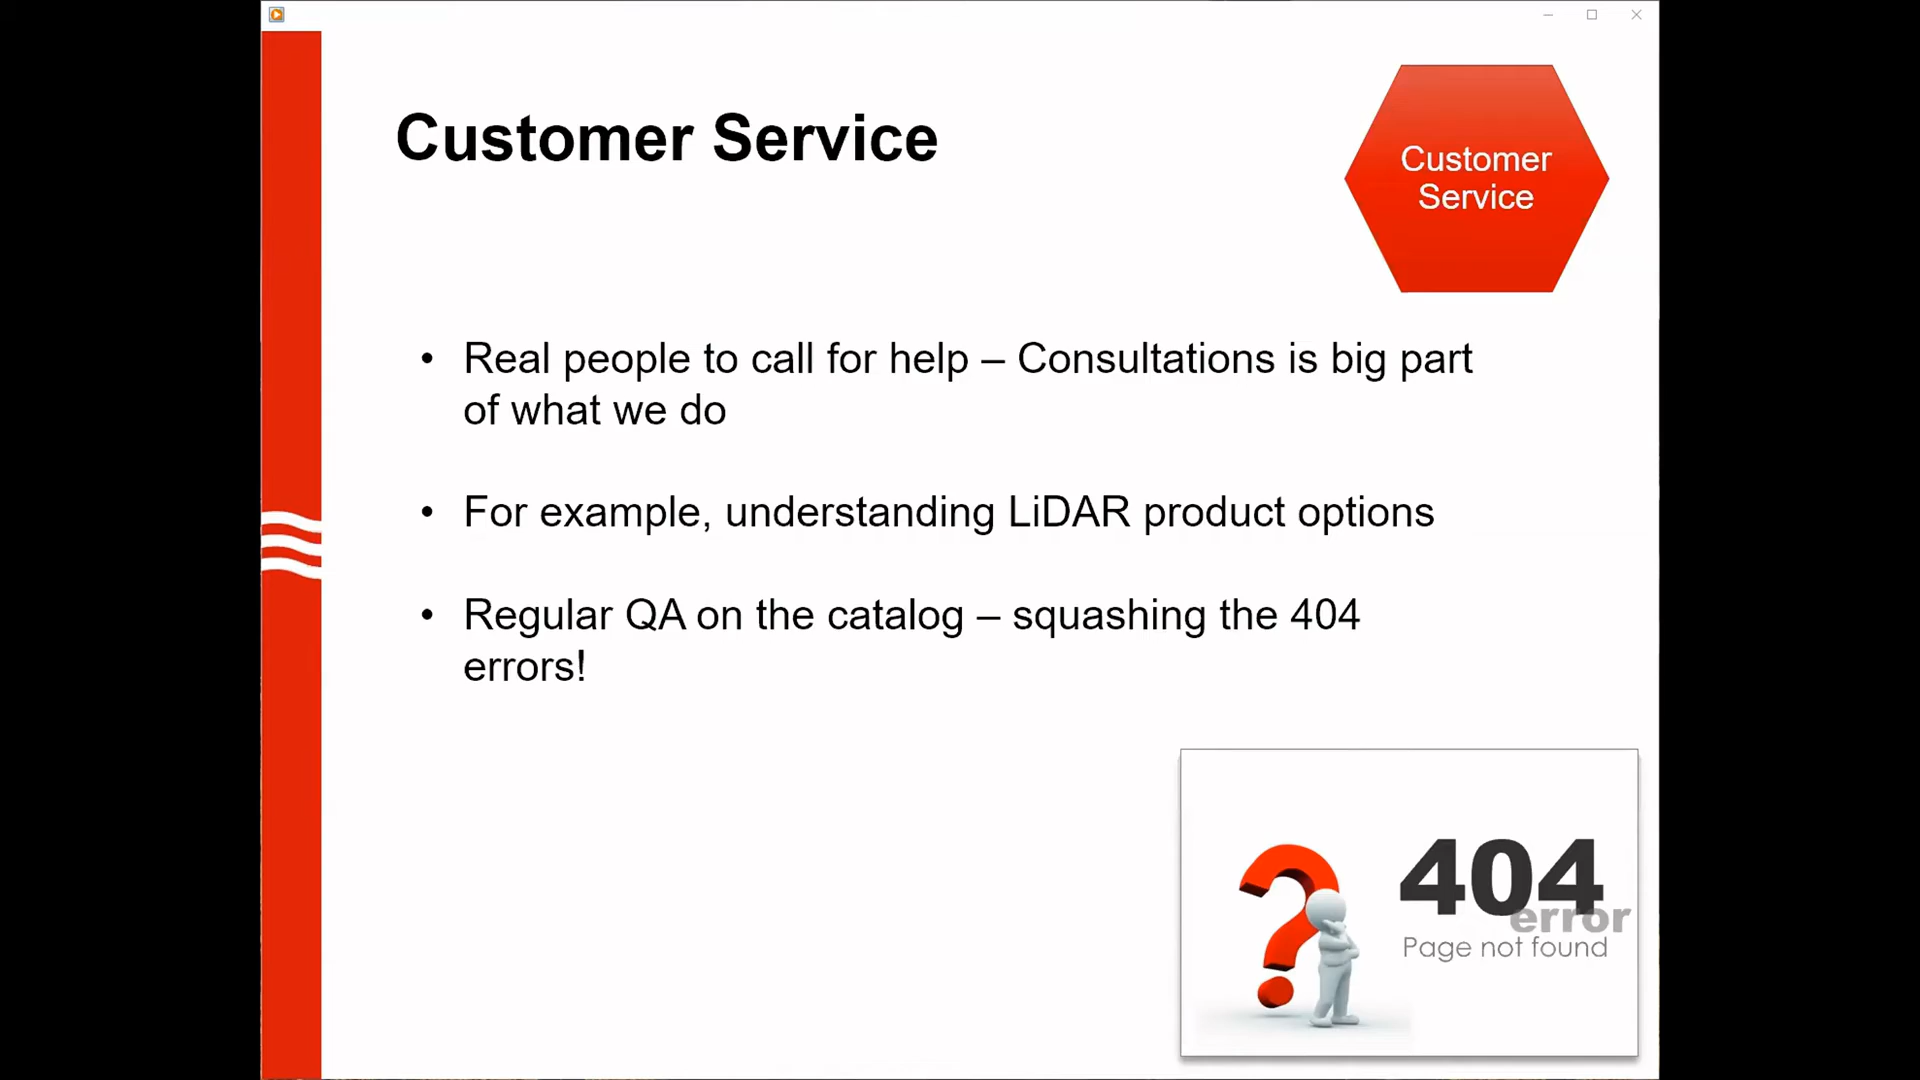 Customer Service
Customer
Service
• Real people to call for help – Consultations is big part
of what we do
• For example, understanding LiDAR product options
• Regular QA on the catalog – squashing the 404
errors!
404
error
Page not found